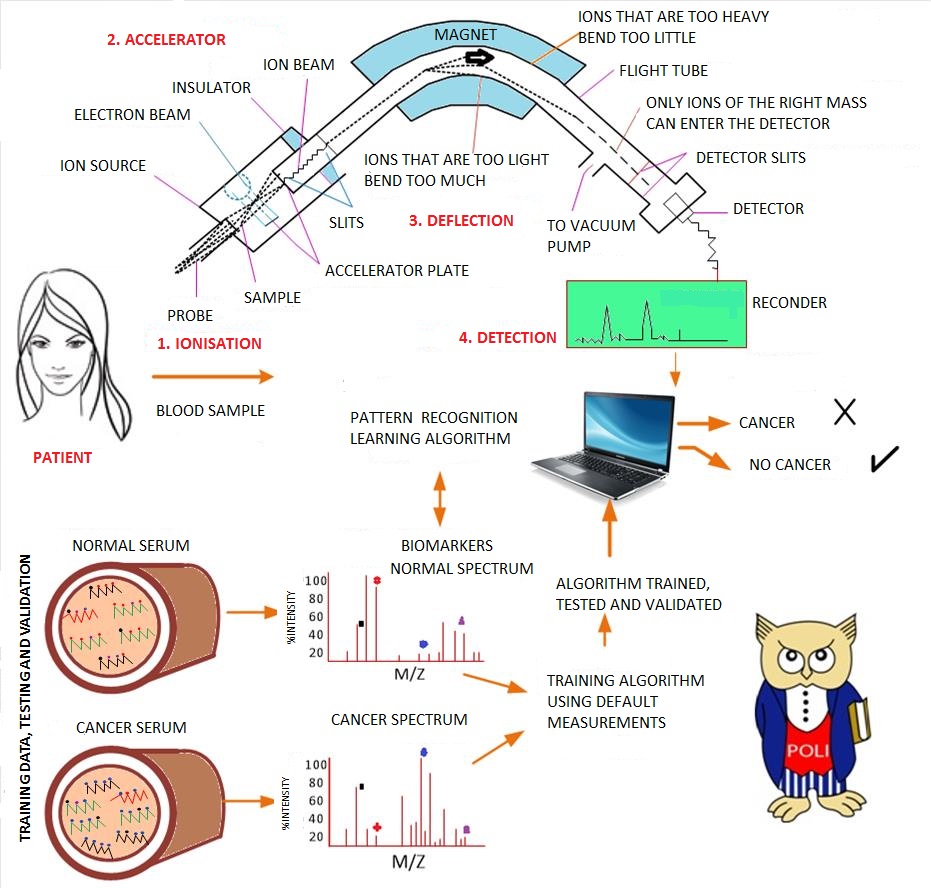 2. ACCELERATOR
MAGNET
IONS THAT ARE TOO HEAVY
BEND TOO LITTLE
ION BEAM
FLIGHT TUBE
INSULATOR
ELECTRON BEAM
ONLY IONS OF THE RIGHT MASS
CAN ENTER THE DETECTOR
ION SOURCE
IONS THAT ARE TOO LIGHT
BEND TOO MUCH
DETECTOR SLITS
SLITS
3. DEFLECTION
TO VACUUM
PUMP
DETECTOR
ACCELERATOR PLATE
SAMPLE
PROBE
RECONDER
1. IONISATION
4. DETECTION
BLOOD SAMPLE
PATIENT
PATTERN RECOGNITION
LEARNING ALGORITHM
CANCER
NO CANCER
TRAINING DATA, TESTING AND VALIDATION
NORMAL SERUM
BIOMARKERS
NORMAL SPECTRUM
%INTENSITY
100
80
60
40
20
M/Z
ALGORITHM TRAINED,
TESTED AND VALIDATED
TRAINING ALGORITHM
USING DEFAULT
MEASUREMENTS
CANCER SERUM
CANCER SPECTRUM
%INTENSITY
100
80
60
40
20
M/Z
POLI